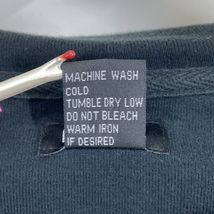 MACHINE WASH
COLD
TUMBLE DRY LOW
DO NOT BLEACH
WARM IRON
IF DESIRED